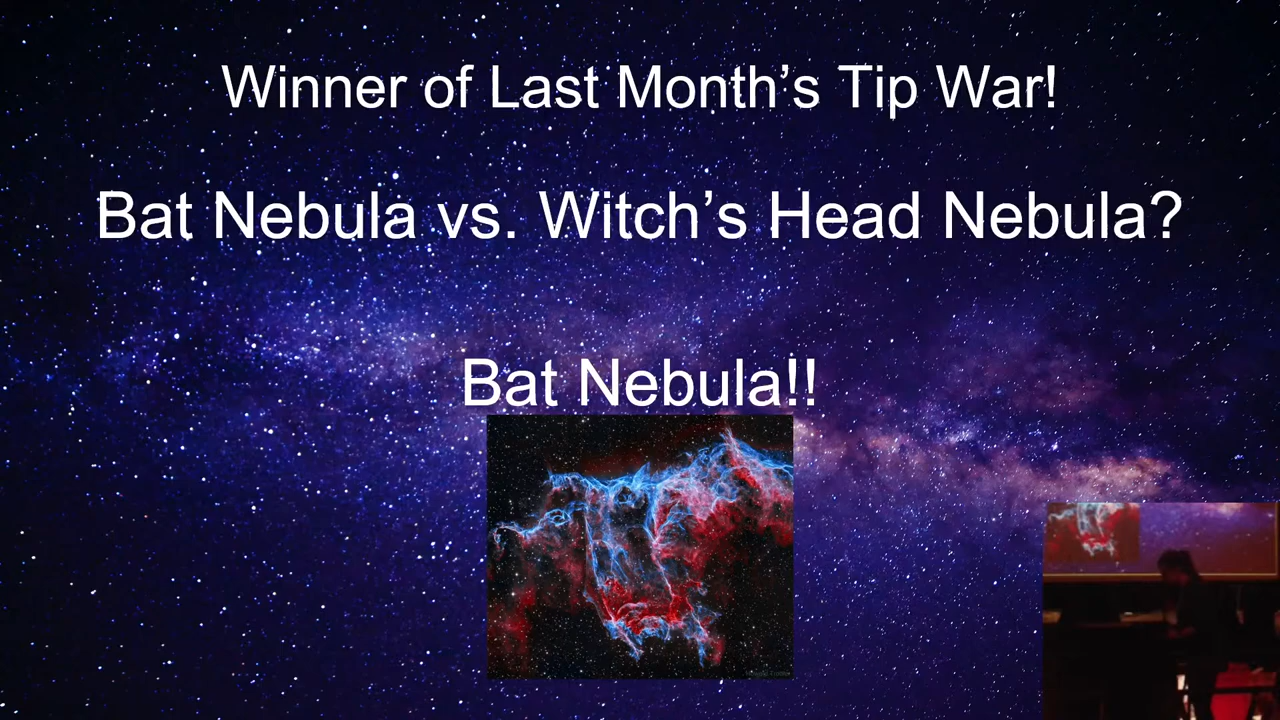 Winner of Last Month’s Tip War!
Bat Nebula vs. Witch’s Head Nebula?
Bat Nebula!!